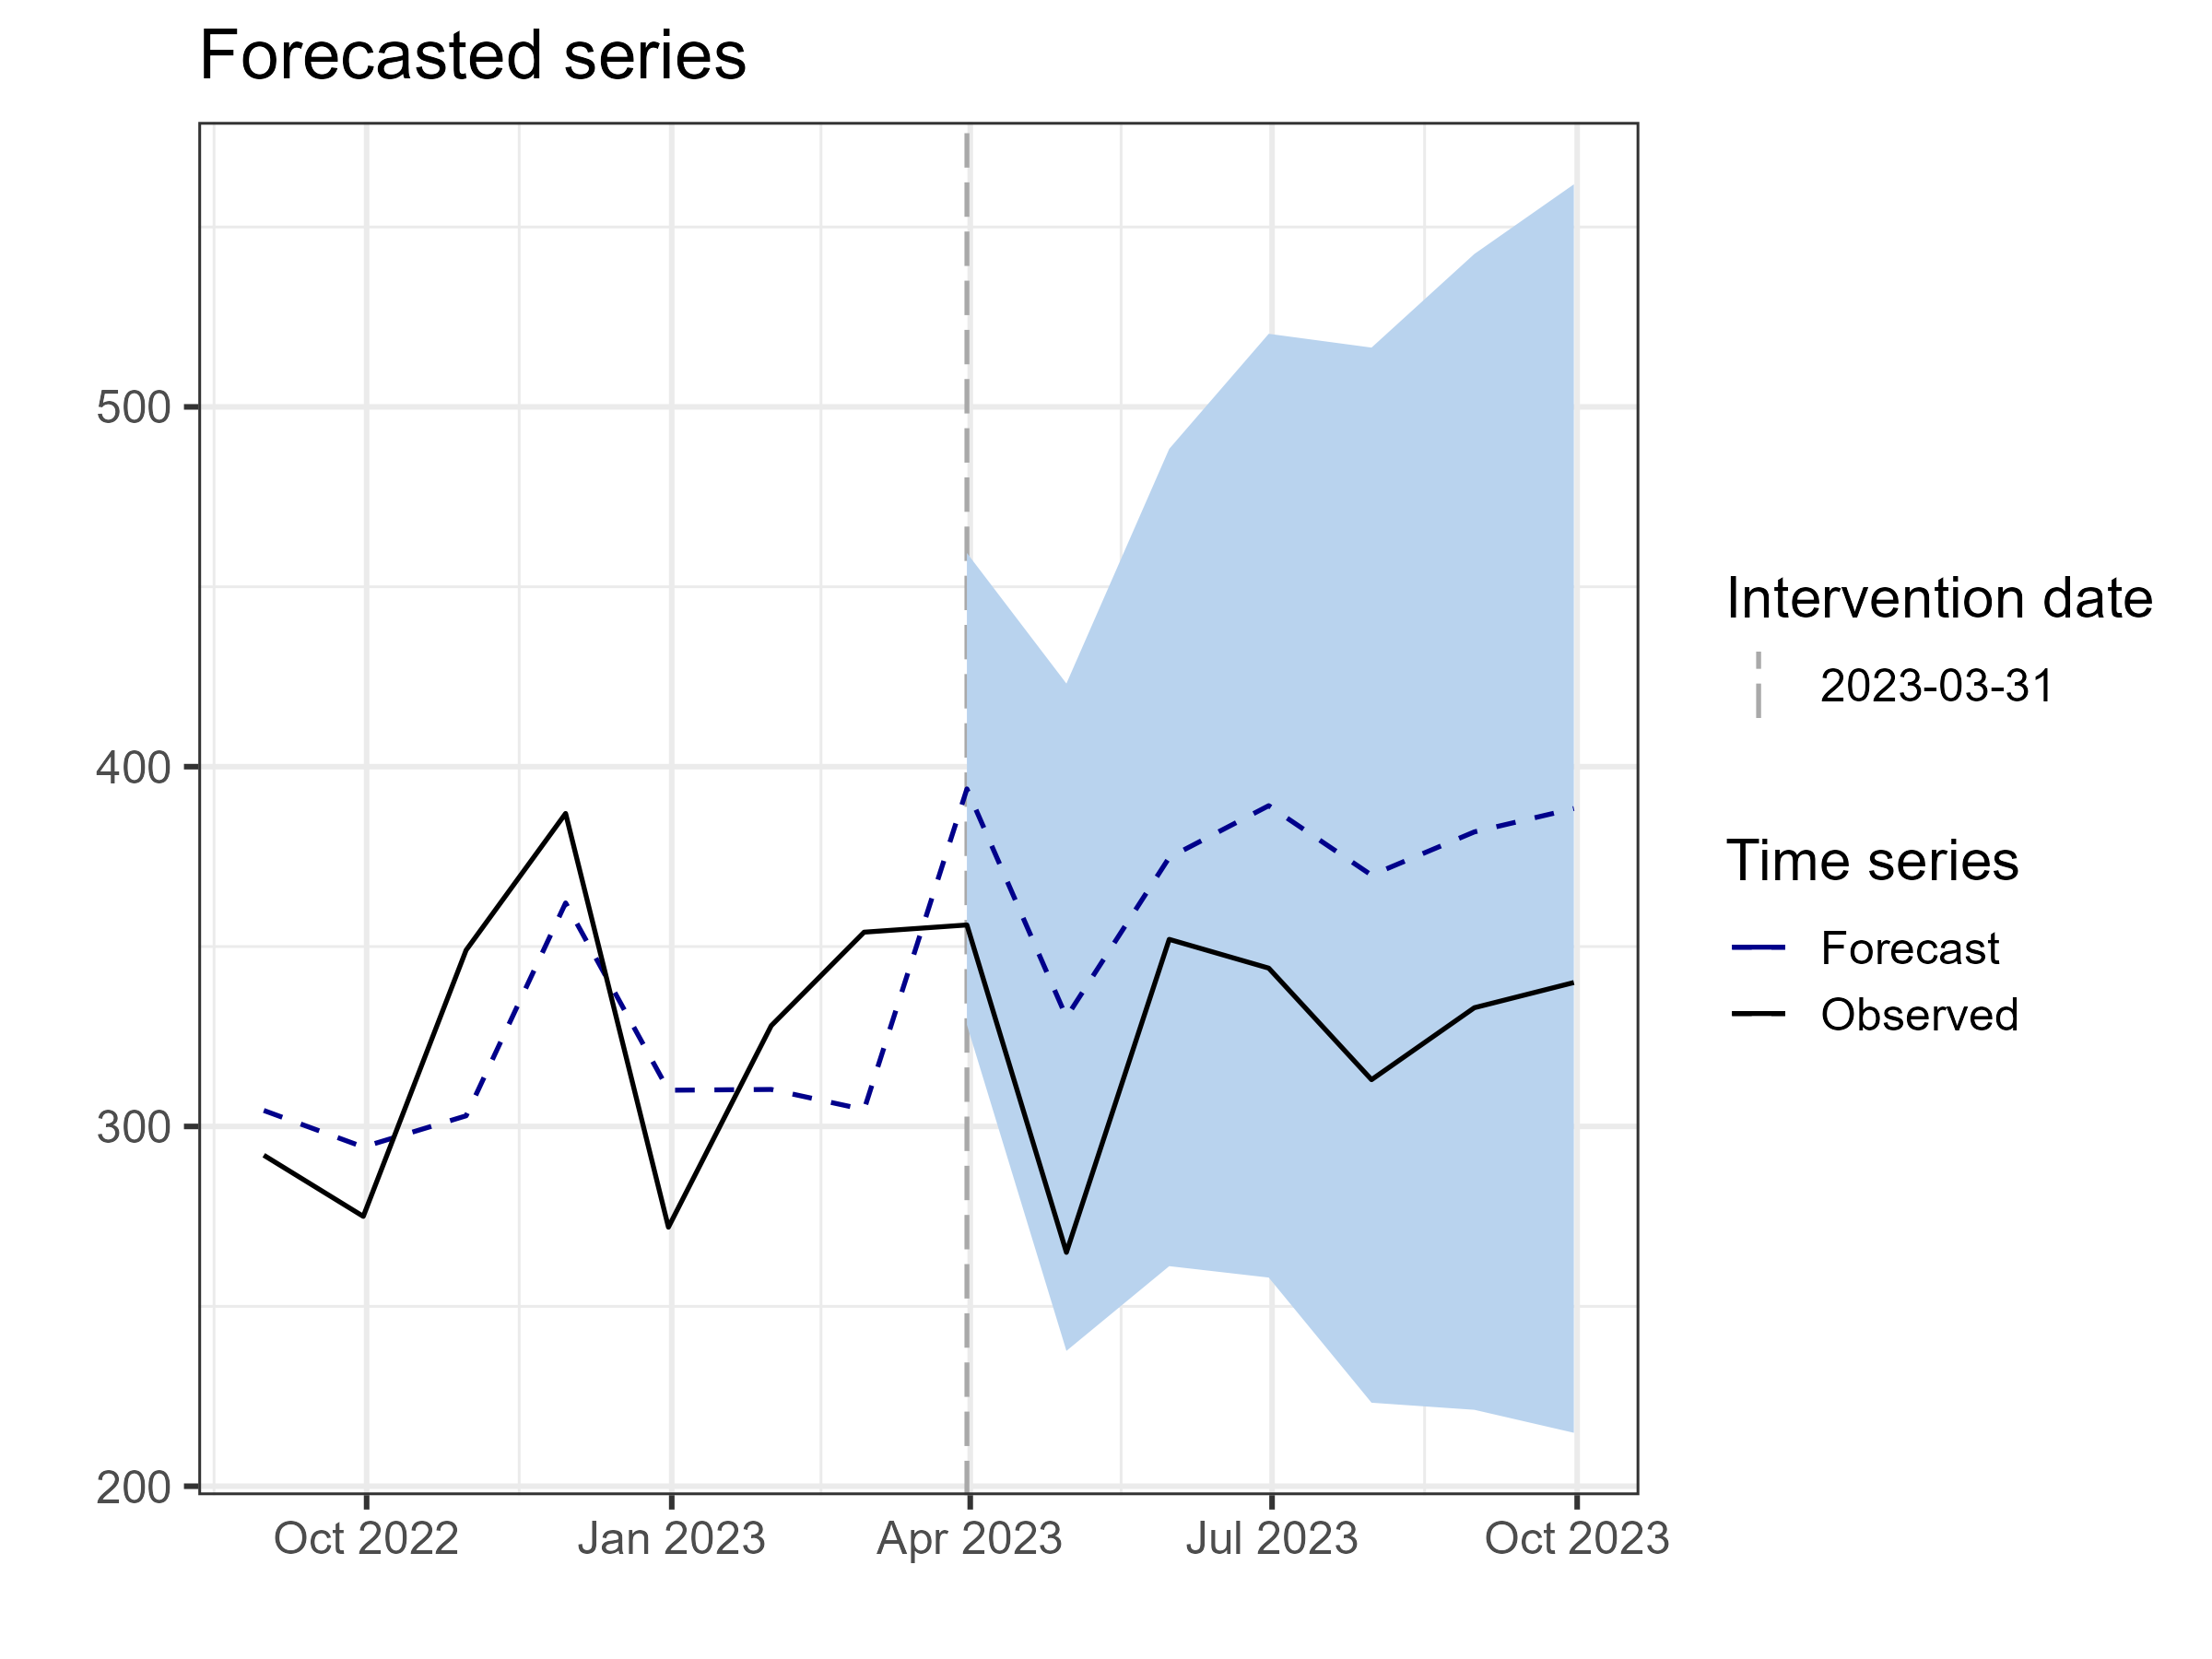 Forecasted series
500
400
300
200
Oct 2022 Jan 2023 Apr 2023 Jul 2023 Oct 2023
Intervention date
2023-03-31
Time series
Forecast
Observed